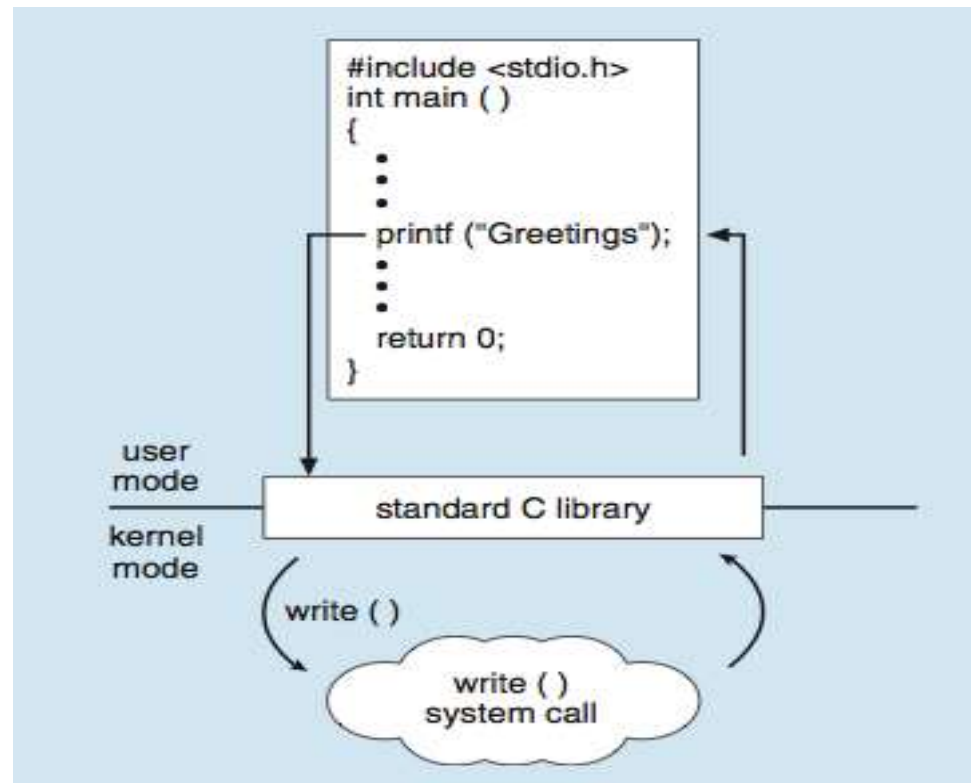 #include <stdio.h>
int main ( )
{
•
•
•
printf ("Greetings");
•
•
•
return 0;
}
user
mode
standard C library
kernel
mode
write ( )
write ( )
system call